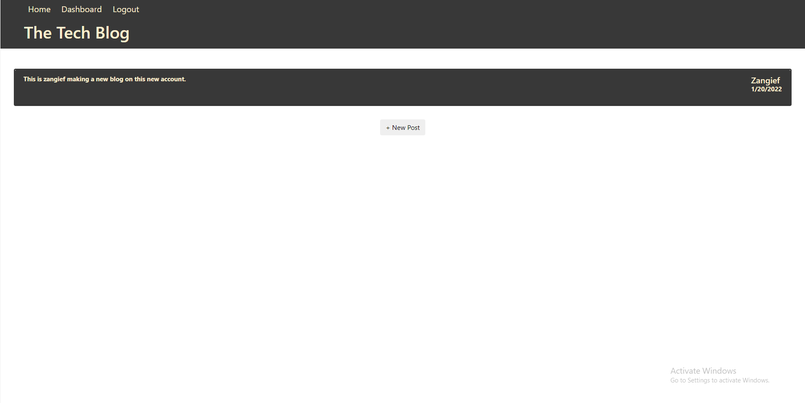 Home Dashboard Logout
The Tech Blog
This is zangief making a new blog on this new account.
Zangief
1/20/2022
+ New Post
Activate Windows
Go to Settings to activate Windows.